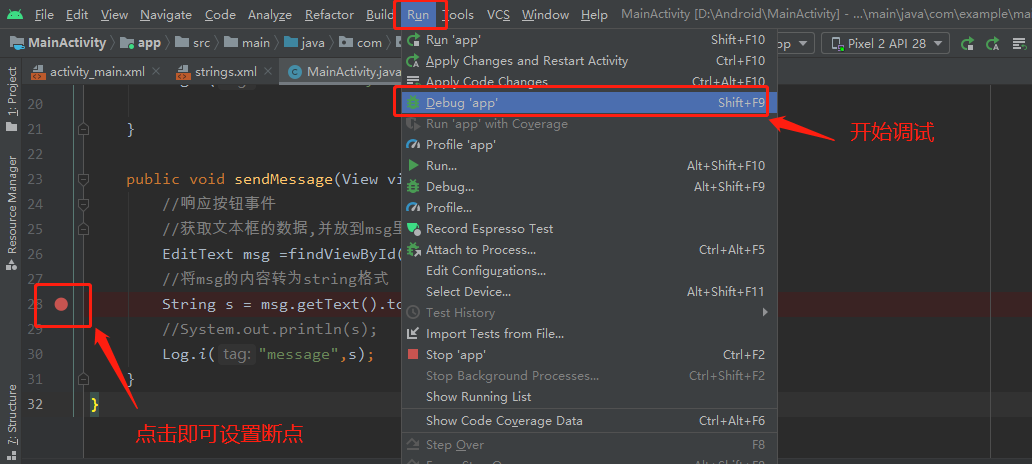 File Edit View Navigate Code Analyze Refactor Build Run Tools VCS Window Help MainActivity [D:\Android\MainActivity] - ...\main\java\com\example\ma
MainActivity app src main java com
Pixel 2 API 28
activity_main.xml strings.xml MainActivity.java
1: Project
Resource Manager
7: Structure
20
21 }
22
23 public void sendMessage(View vi
24 //响应按钮事件
25 //获取文本框的数据,并放到msg里
26 EditText msg =findViewById(
27 //将msg的内容转为string格式
28 String s = msg.getText().to
29 //System.out.println(s);
30 Log.i( tag: "message",s);
31 }
32 }
点击即可设置断点
Run 'app' Shift+F10
Apply Changes and Restart Activity Ctrl+F10
Apply Code Changes Ctrl+Alt+F10
Debug 'app' Shift+F9
开始调试
Run 'app' with Coverage
Profile 'app'
Run... Alt+Shift+F10
Debug... Alt+Shift+F9
Profile...
Record Espresso Test
Attach to Process... Ctrl+Alt+F5
Edit Configurations...
Select Device... Alt+Shift+F11
Test History
Import Tests from File...
Stop 'app' Ctrl+F2
Stop Background Processes... Ctrl+Shift+F2
Show Running List
Show Code Coverage Data Ctrl+Alt+F6
Step Over F8